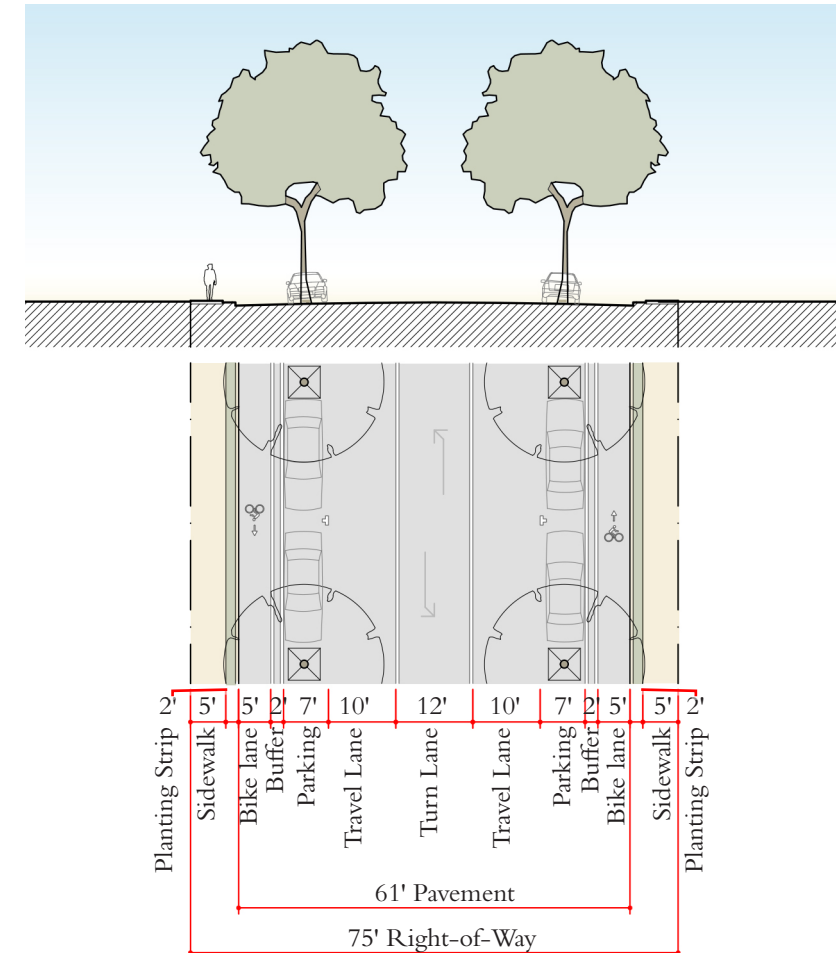 2' 5' 5' 2' 7' 10' 12' 10' 7' 2' 5' 5' 2'
Planting Strip
Sidewalk
Bike lane
Buffer
Parking
Travel Lane
Turn Lane
Travel Lane
Parking
Buffer
Bike lane
Sidewalk
Planting Strip
61' Pavement
75' Right-of-Way